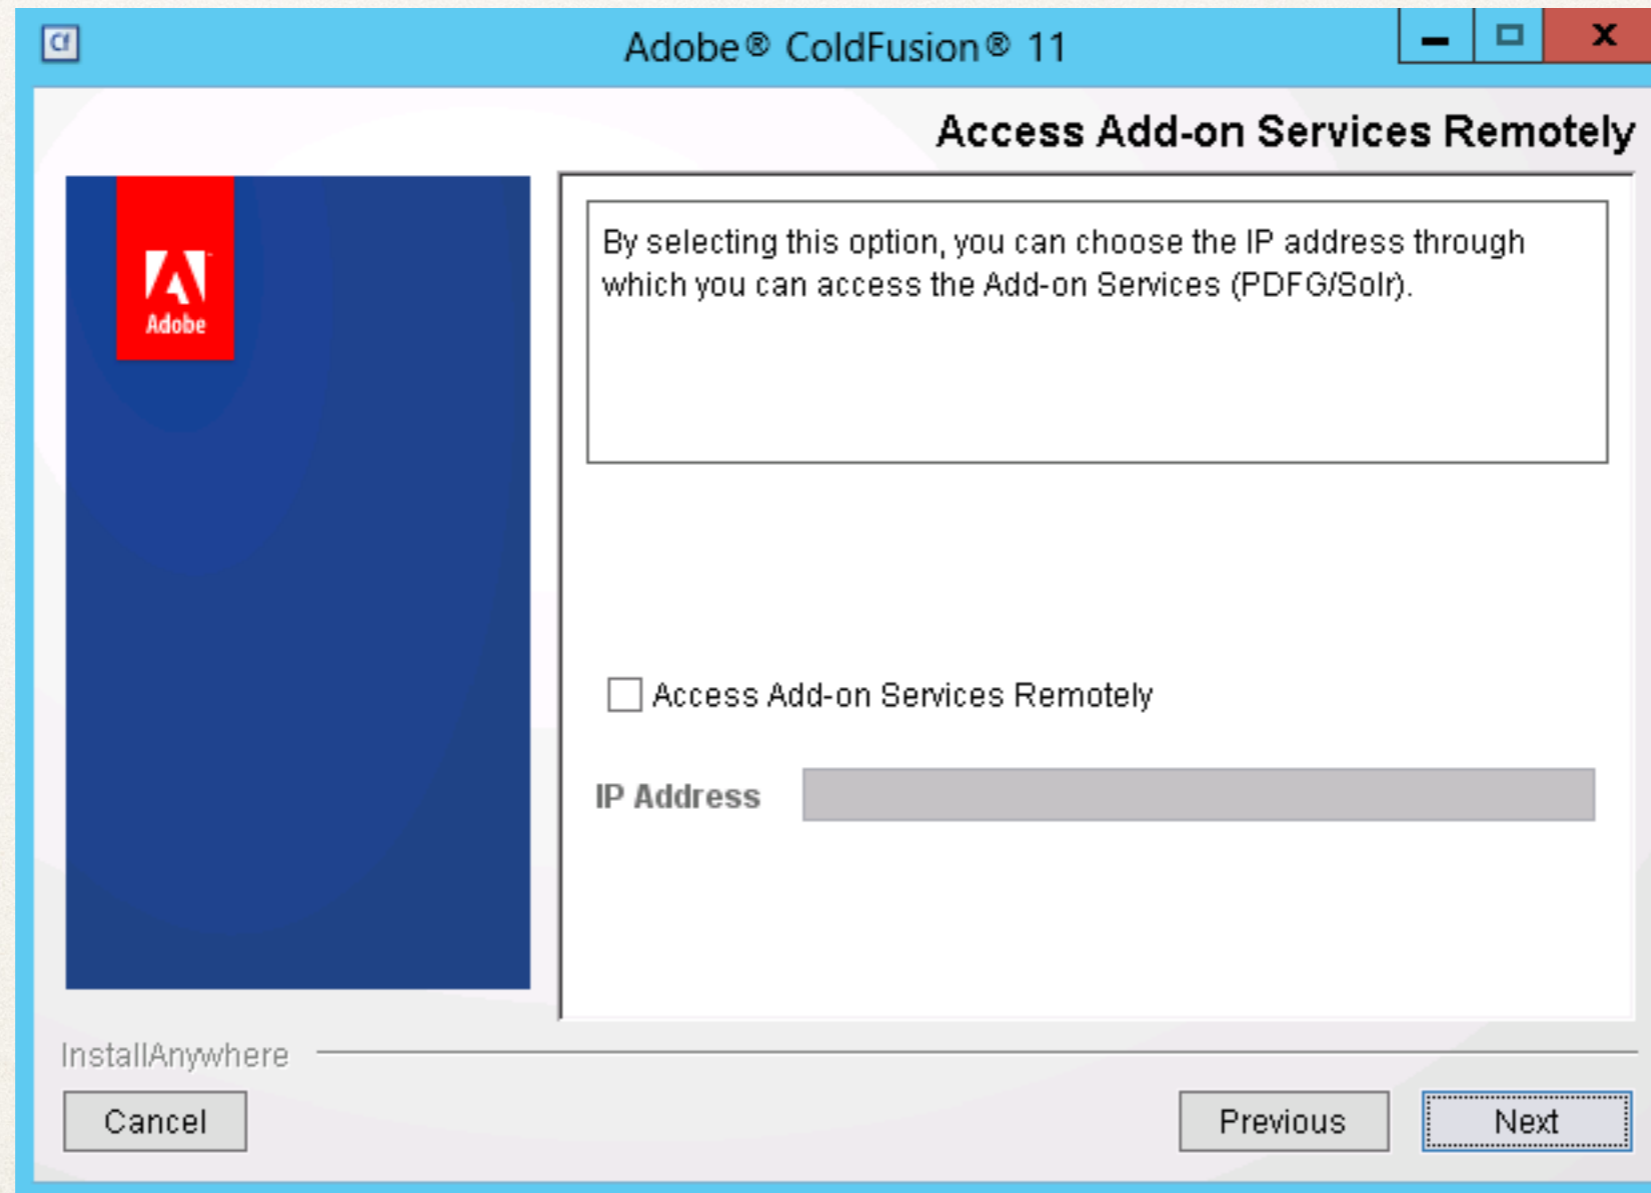 Cf
Adobe® ColdFusion® 11
Access Add-on Services Remotely
Adobe
By selecting this option, you can choose the IP address through
which you can access the Add-on Services (PDFG/Solr).
Access Add-on Services Remotely
IP Address
InstallAnywhere
Cancel
Previous
Next